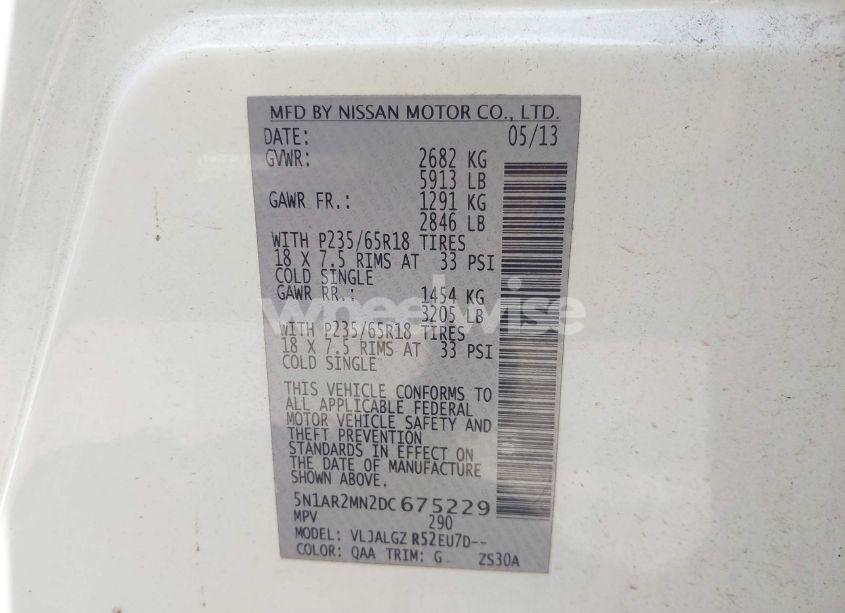 MFD BY NISSAN MOTOR CO., LTD.
DATE: 05/13
GVWR: 2682 KG
5913 LB
GAWR FR.: 1291 KG
2846 LB
WITH P235/65R18 TIRES
18 X 7.5 RIMS AT 33 PSI
COLD SINGLE
GAWR RR.: 1454 KG
3205 LB
wheelwise
WITH P235/65R18 TIRES
18 X 7.5 RIMS AT 33 PSI
COLD SINGLE
THIS VEHICLE CONFORMS TO
ALL APPLICABLE FEDERAL
MOTOR VEHICLE SAFETY AND
THEFT PREVENTION
STANDARDS IN EFFECT ON
THE DATE OF MANUFACTURE
SHOWN ABOVE.
5N1AR2MN2DC675229
MPV 290
MODEL: VLJALGZ R52EU7D--
COLOR: QAA TRIM: G ZS30A